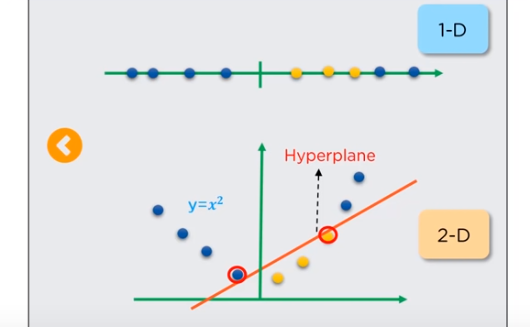 1-D
Hyperplane
y=x²
2-D